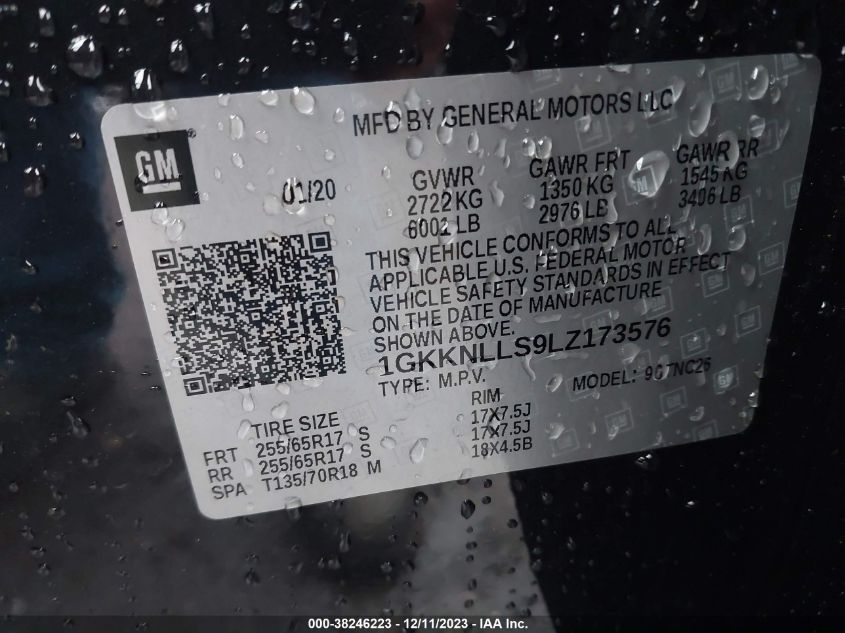 MFD BY GENERAL MOTORS LLC
GM
01/20
GVWR
2722 KG
6001 LB
GAWR FRT
1350 KG
2976 LB
GAWR RR
1545 KG
3406 LB
THIS VEHICLE CONFORMS TO ALL
APPLICABLE U.S. FEDERAL MOTOR
VEHICLE SAFETY STANDARDS IN EFFECT
ON THE DATE OF MANUFACTURE
SHOWN ABOVE.
1GKKNLLS9LZ173576
TYPE: M.P.V.
MODEL:
TIRE SIZE
RIM
FRT 255/65R17 S 17X7.5J
RR 255/65R17 S 17X7.5J
SPA T135/70R18 M 18X4.5B
000-38246223 - 12/11/2023 - IAA Inc.